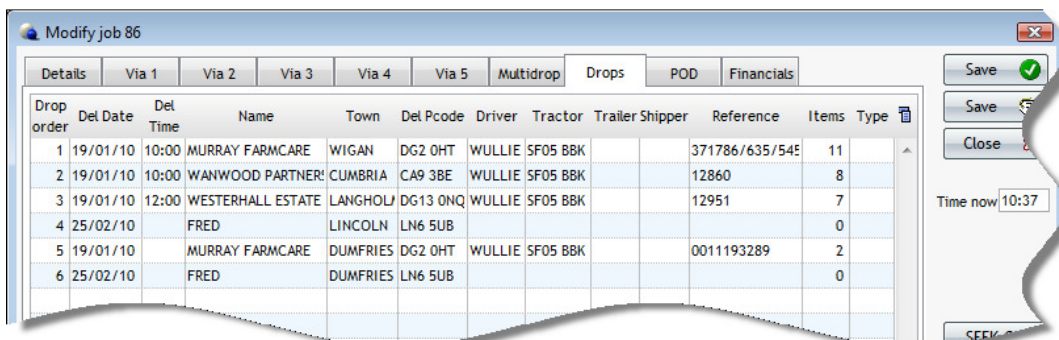 Modify job 86
Details Via 1 Via 2 Via 3 Via 4 Via 5 Multidrop Drops POD Financials
Save
Save
Close
Time now 10:37
Drop order Del Date Del Time Name Town Del Pcode Driver Tractor Trailer Shipper Reference Items Type
1 19/01/10 10:00 MURRAY FARMCARE WIGAN DG2 0HT WULLIE SF05 BBK 371786/635/545 11
2 19/01/10 10:00 WANWOOD PARTNER CUMBRIA CA9 3BE WULLIE SF05 BBK 12860 8
3 19/01/10 12:00 WESTERHALL ESTATE LANGHOL DG13 0NQ WULLIE SF05 BBK 12951 7
4 25/02/10 FRED LINCOLN LN6 5UB 0
5 19/01/10 MURRAY FARMCARE DUMFRIES DG2 0HT WULLIE SF05 BBK 0011193289 2
6 25/02/10 FRED DUMFRIES LN6 5UB 0